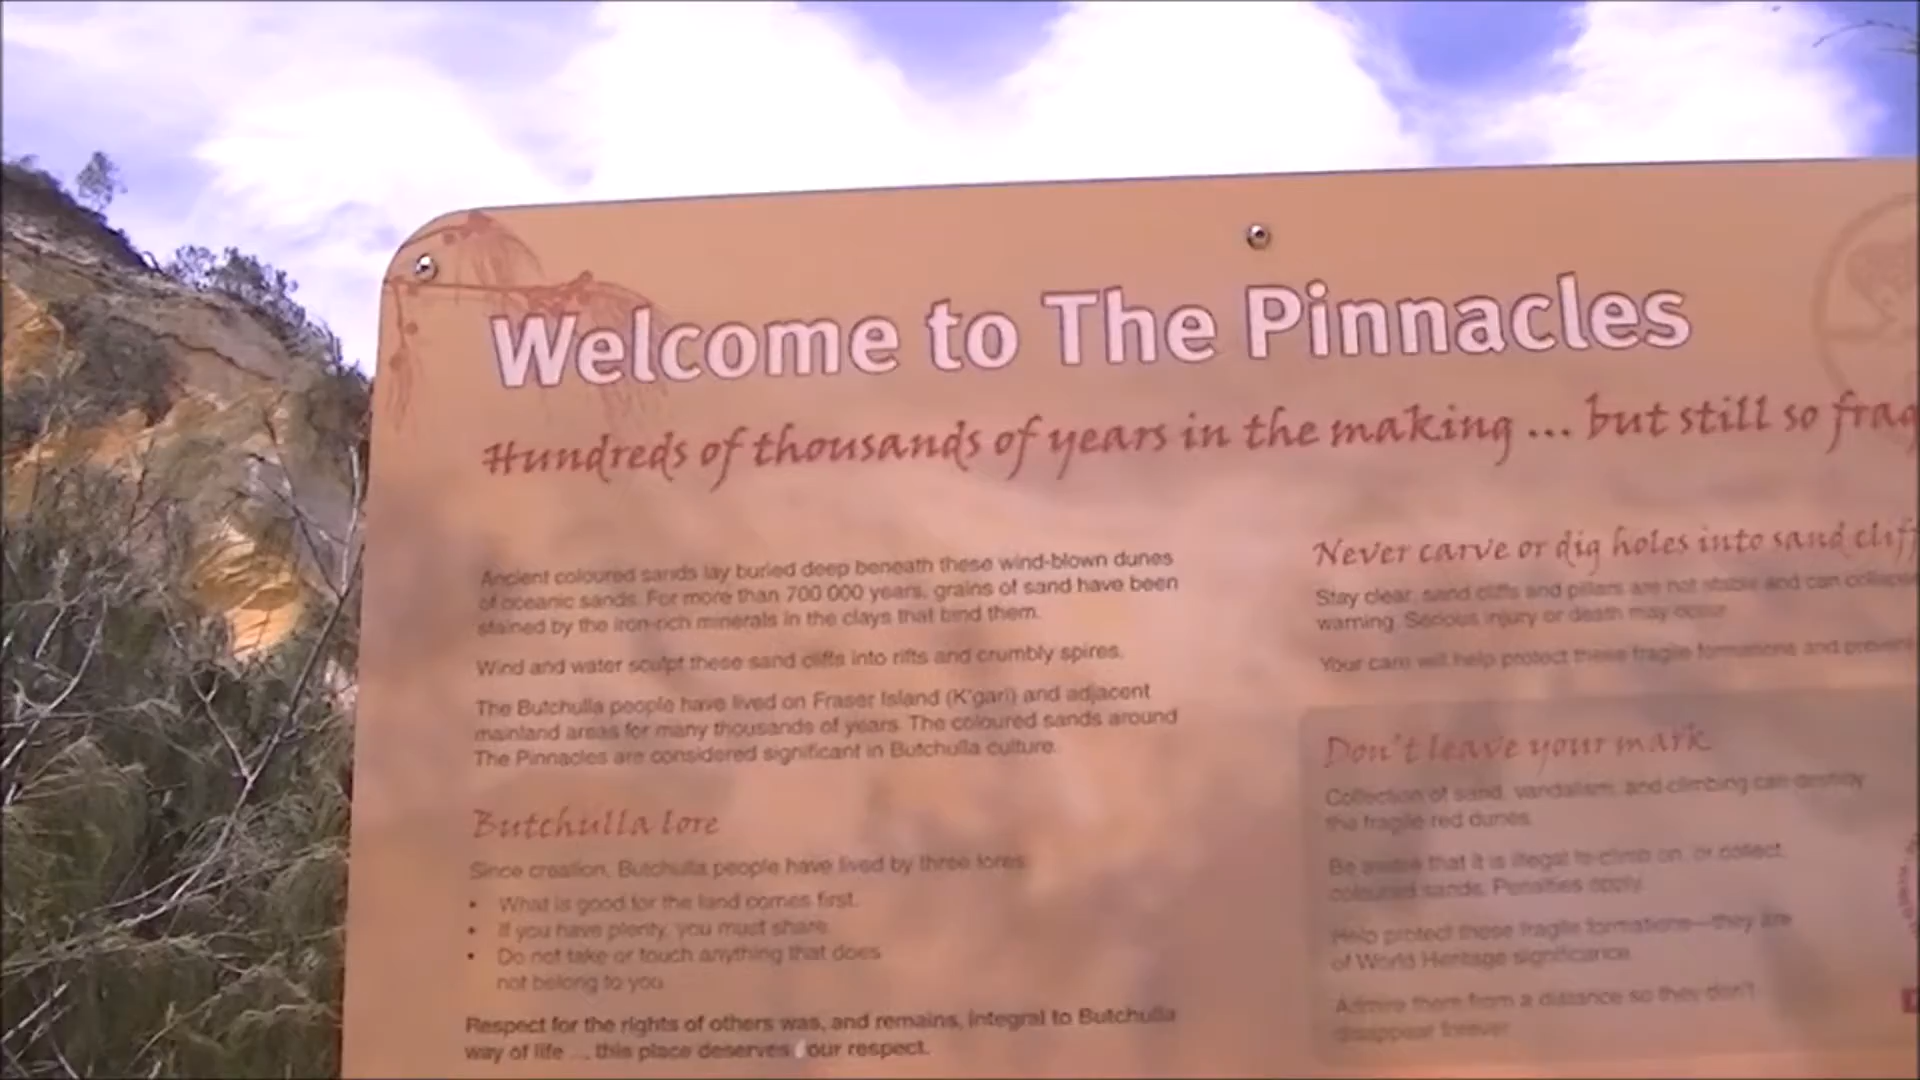 Welcome to The Pinnacles
Hundreds of thousands of years in the making ... but still so frag
Ancient coloured sands lay buried deep beneath these wind-blown dunes
of oceanic sands. For more than 700 000 years, grains of sand have been
stained by the iron-rich minerals in the clays that bind them.
Wind and water sculpt these sand cliffs into rifts and crumbly spires.
The Butchulla people have lived on Fraser Island (K'gari) and adjacent
mainland areas for many thousands of years. The coloured sands around
The Pinnacles are considered significant in Butchulla culture.
Butchulla lore
Since creation, Butchulla people have lived by three lores:
• What is good for the land comes first.
• If you have plenty, you must share.
• Do not take or touch anything that does
not belong to you.
Respect for the rights of others was, and remains, integral to Butchulla
way of life ... this place deserves our respect.
Never carve or dig holes into sand cliff
Stay clear, sand cliffs and pillars are not stable and can collapse
warning. Serious injury or death may occur.
Your care will help protect these fragile formations and prevent
Don't leave your mark
Collection of sand, vandalism, and climbing can destroy
the fragile red dunes.
Be aware that it is illegal to climb on, or collect,
coloured sands. Penalties apply.
Help protect these fragile formations—they are
of World Heritage significance.
Admire them from a distance so they don't
disappear forever.